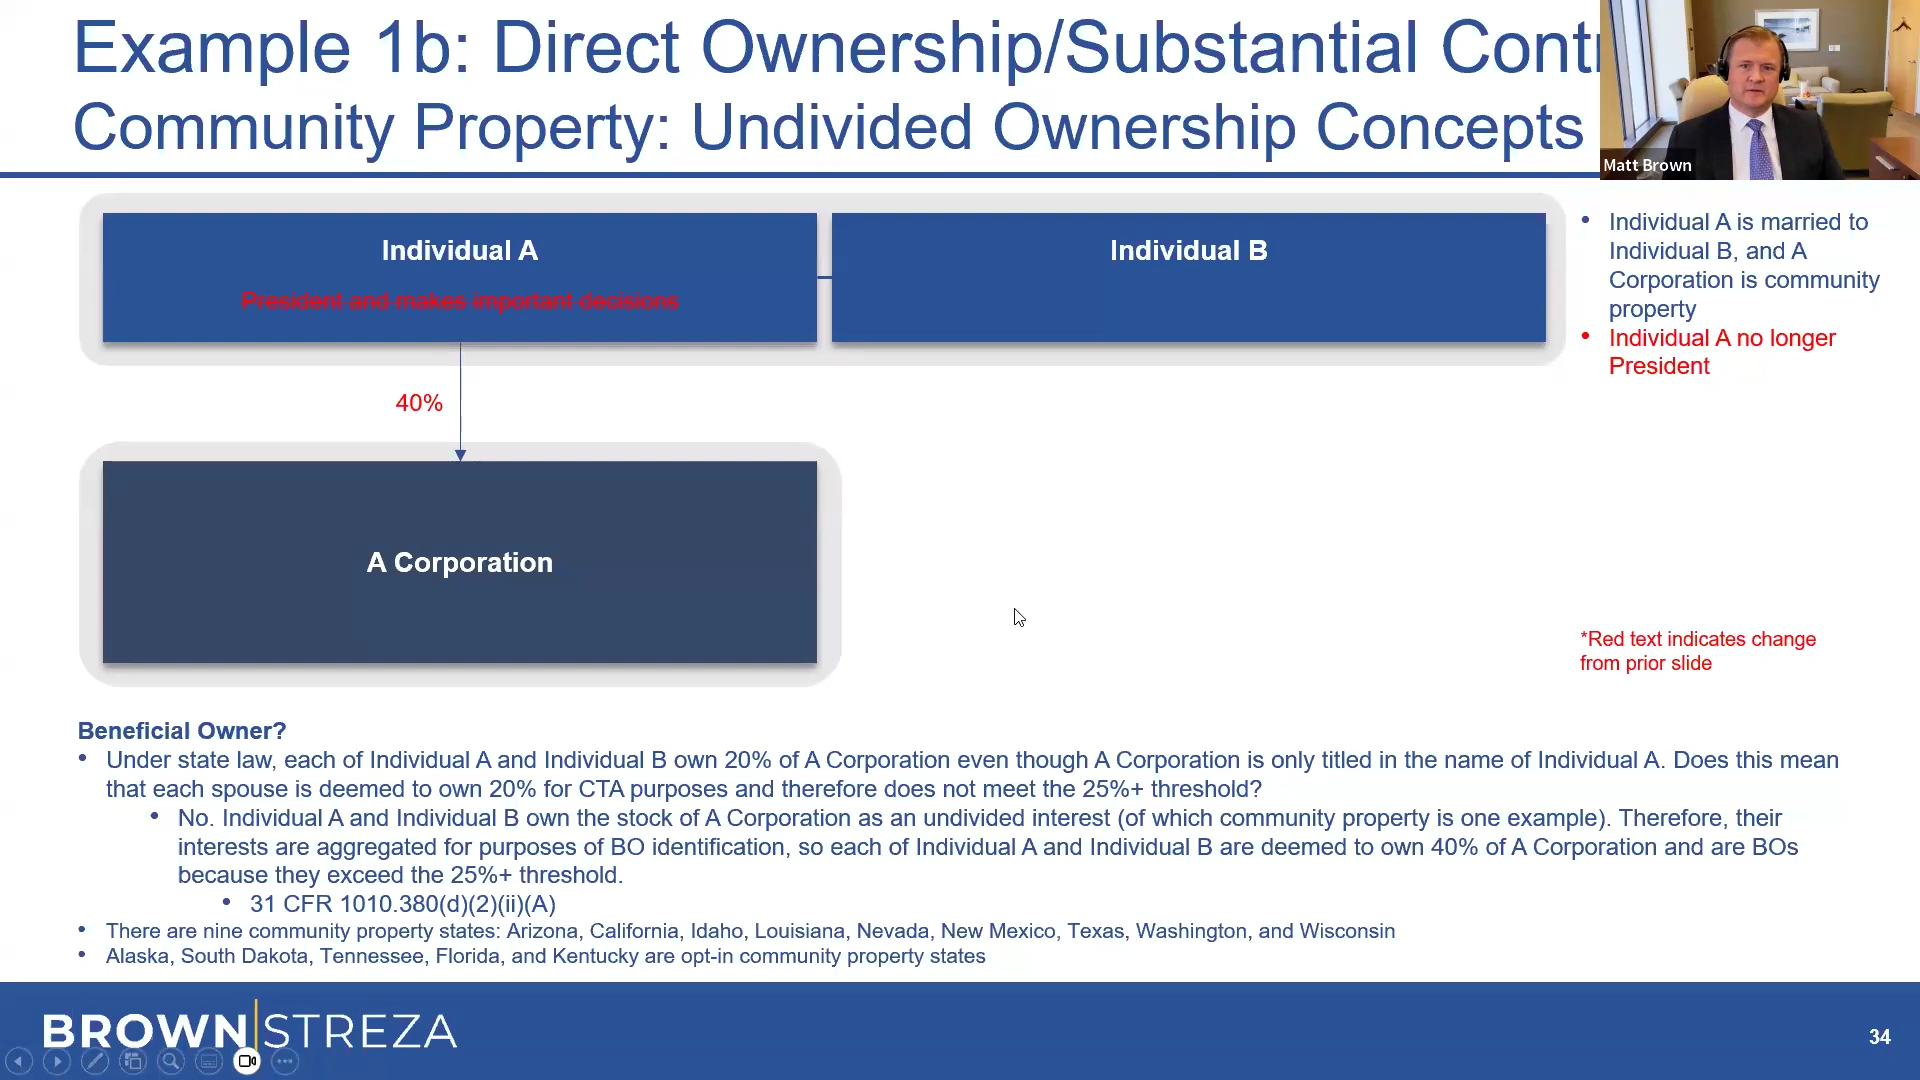 Example 1b: Direct Ownership/Substantial Cont
Community Property: Undivided Ownership Concepts
Matt Brown
Individual A
President and makes important decisions
Individual B
• Individual A is married to
Individual B, and A
Corporation is community
property
• Individual A no longer
President
40%
A Corporation
*Red text indicates change
from prior slide
Beneficial Owner?
• Under state law, each of Individual A and Individual B own 20% of A Corporation even though A Corporation is only titled in the name of Individual A. Does this mean
that each spouse is deemed to own 20% for CTA purposes and therefore does not meet the 25%+ threshold?
• No. Individual A and Individual B own the stock of A Corporation as an undivided interest (of which community property is one example). Therefore, their
interests are aggregated for purposes of BO identification, so each of Individual A and Individual B are deemed to own 40% of A Corporation and are BOs
because they exceed the 25%+ threshold.
• 31 CFR 1010.380(d)(2)(ii)(A)
• There are nine community property states: Arizona, California, Idaho, Louisiana, Nevada, New Mexico, Texas, Washington, and Wisconsin
• Alaska, South Dakota, Tennessee, Florida, and Kentucky are opt-in community property states
BROWN|STREZA
34